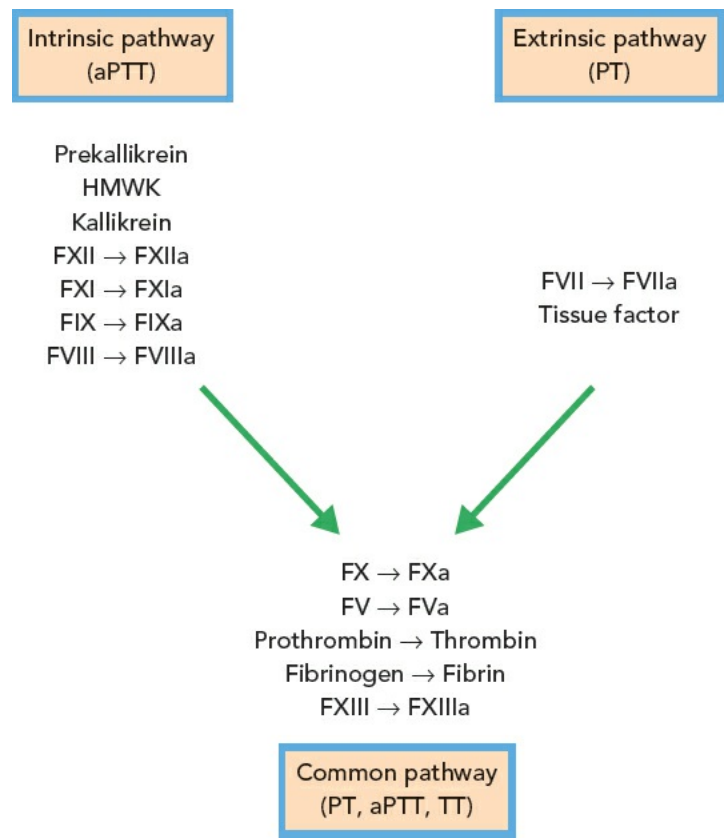 Intrinsic pathway
(aPTT)
Extrinsic pathway
(PT)
Prekallikrein
HMWK
Kallikrein
FXII → FXIIa
FXI → FXIa
FIX → FIXa
FVIII → FVIIIa
FVII → FVIIa
Tissue factor
FX → FXa
FV → FVa
Prothrombin → Thrombin
Fibrinogen → Fibrin
FXIII → FXIIIa
Common pathway
(PT, aPTT, TT)